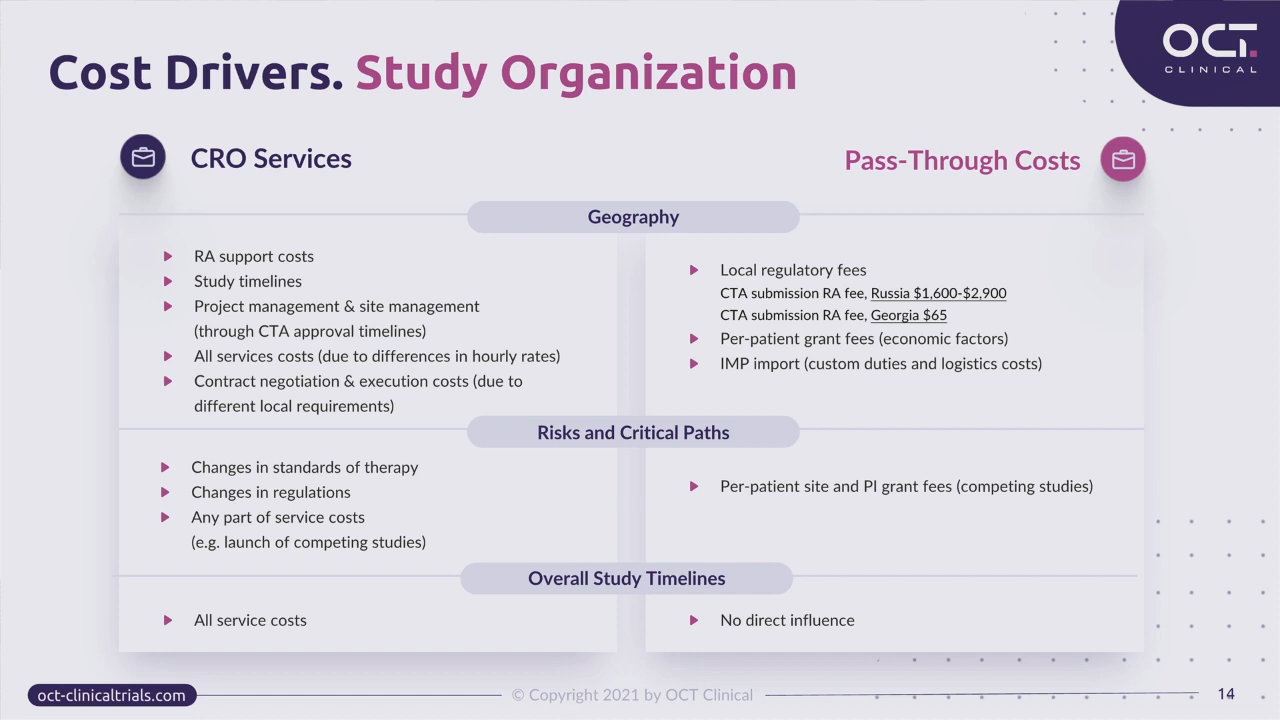 Cost Drivers. Study Organization
OCT
CLINICAL
CRO Services
Pass-Through Costs
Geography
RA support costs
Study timelines
Project management & site management
(through CTA approval timelines)
All services costs (due to differences in hourly rates)
Contract negotiation & execution costs (due to
different local requirements)
Local regulatory fees
CTA submission RA fee, Russia $1,600-$2,900
CTA submission RA fee, Georgia $65
Per-patient grant fees (economic factors)
IMP import (custom duties and logistics costs)
Risks and Critical Paths
Changes in standards of therapy
Changes in regulations
Any part of service costs
(e.g. launch of competing studies)
Per-patient site and PI grant fees (competing studies)
Overall Study Timelines
All service costs
No direct influence
oct-clinicaltrials.com
© Copyright 2021 by OCT Clinical
14